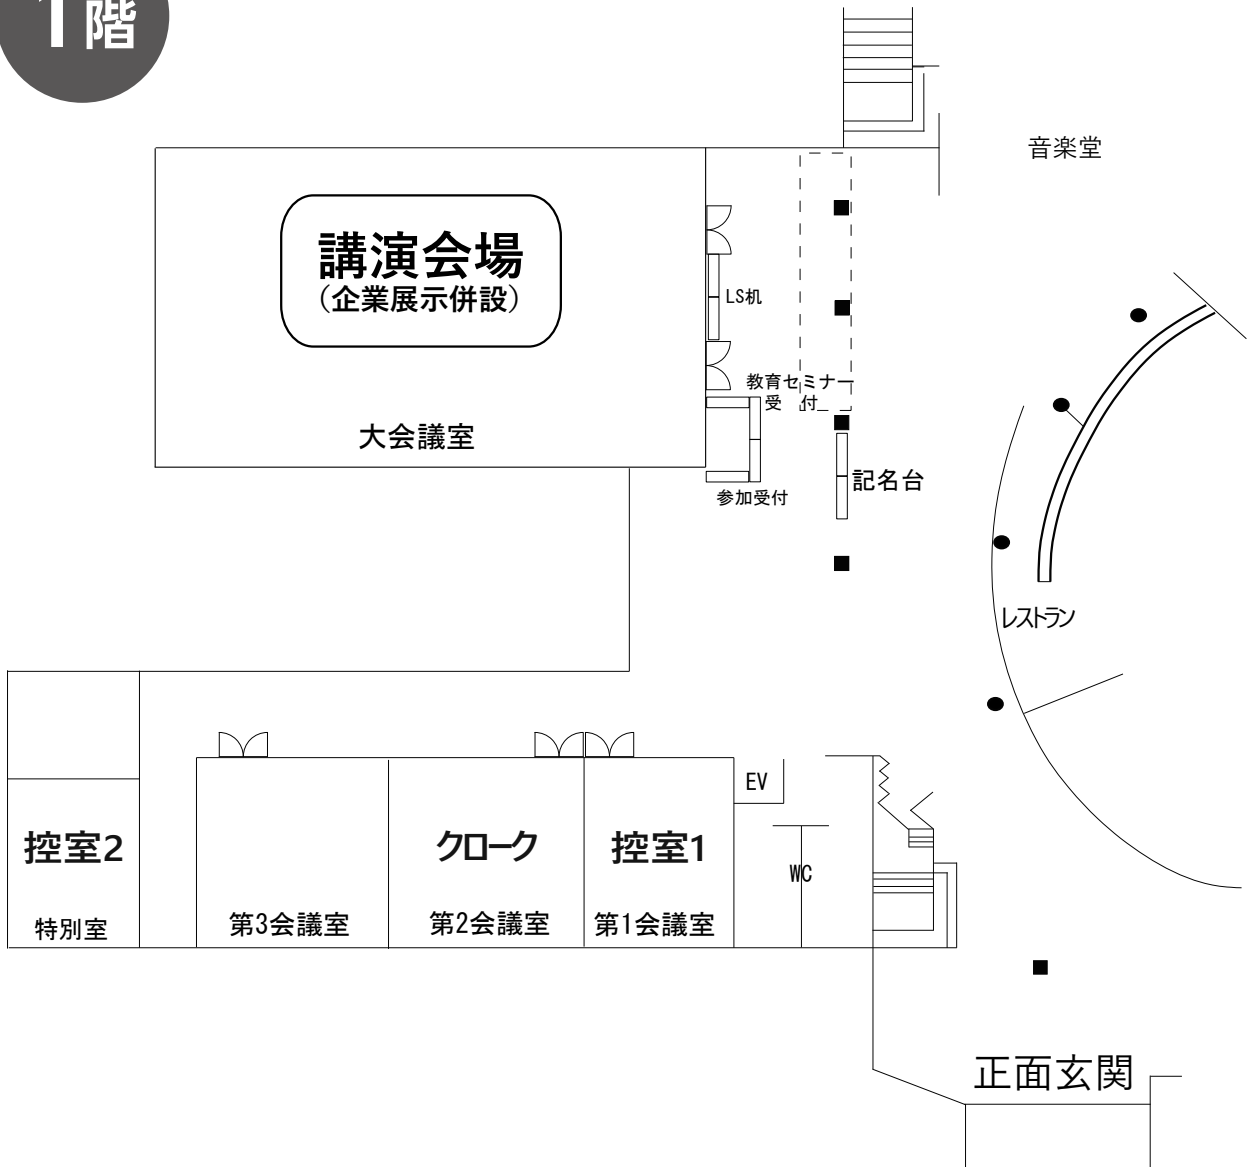 1階
音楽堂
講演会場
（企業展示併設）
LS机
教育セミナー
受　付
大会議室
記名台
参加受付
レストラン
EV
控室2
クローク
控室1
WC
特別室
第3会議室
第2会議室
第1会議室
正面玄関